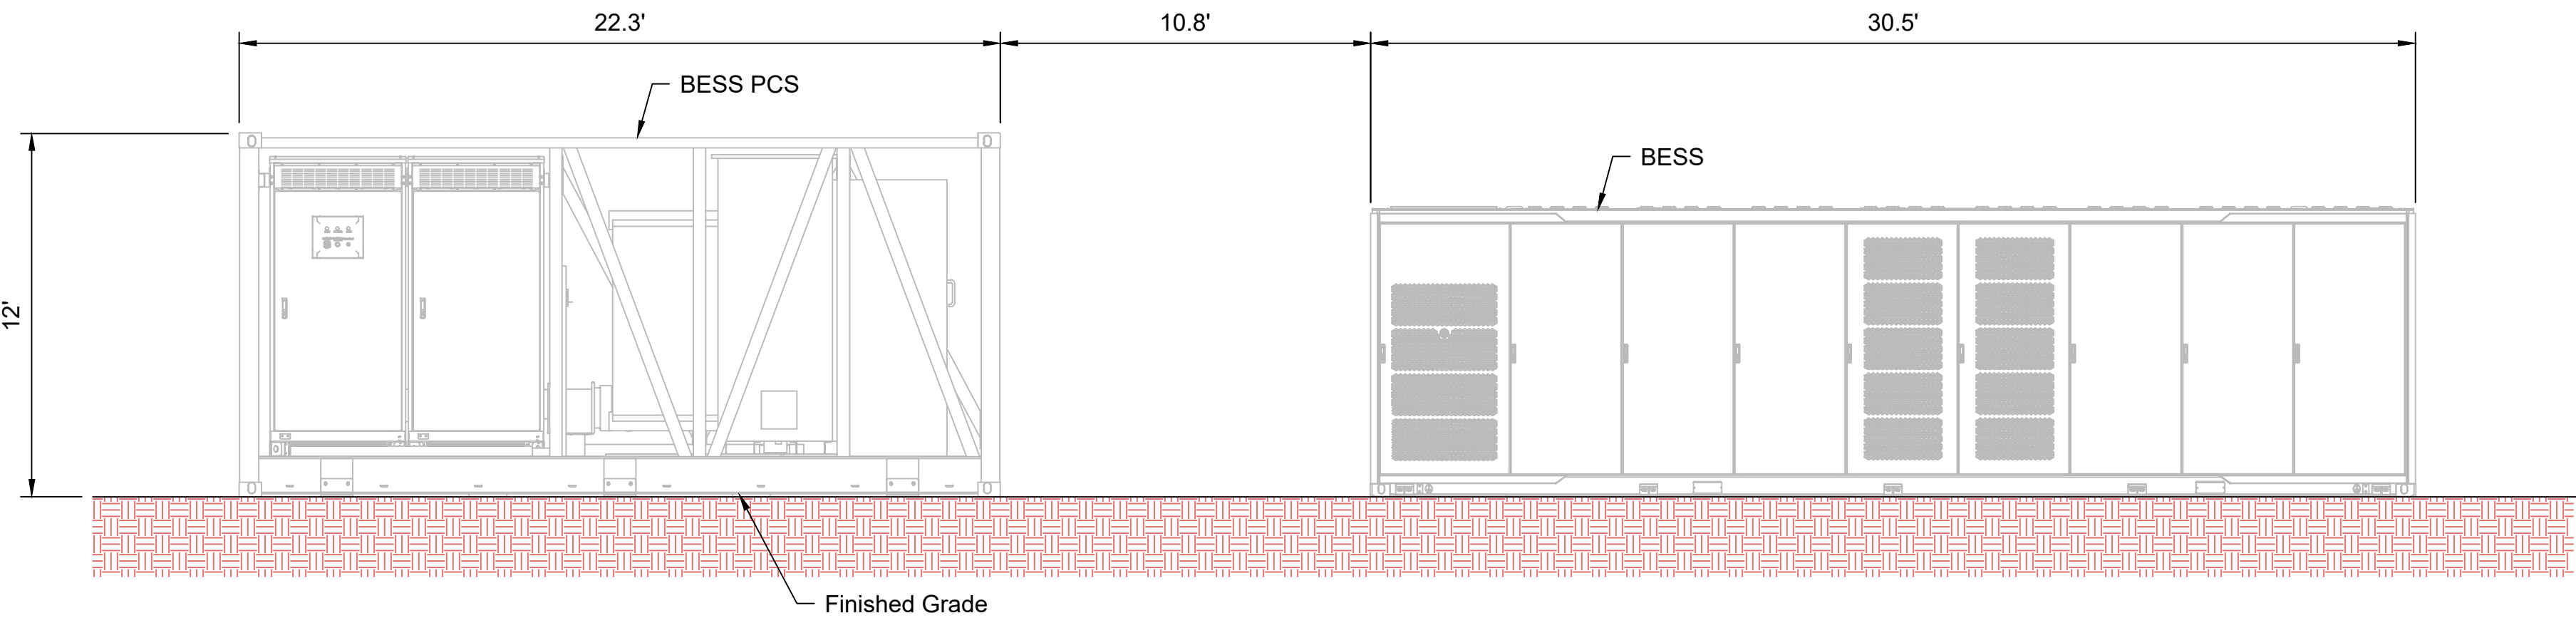 22.3'
10.8'
30.5'
BESS PCS
BESS
12'
Finished Grade